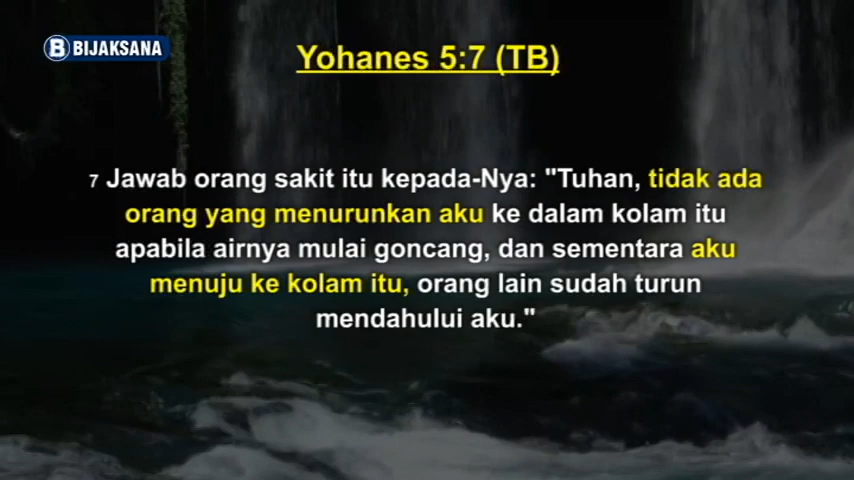 BIJAKSANA
Yohanes 5:7 (TB)
7 Jawab orang sakit itu kepada-Nya: "Tuhan, tidak ada
orang yang menurunkan aku ke dalam kolam itu
apabila airnya mulai goncang, dan sementara aku
menuju ke kolam itu, orang lain sudah turun
mendahului aku."